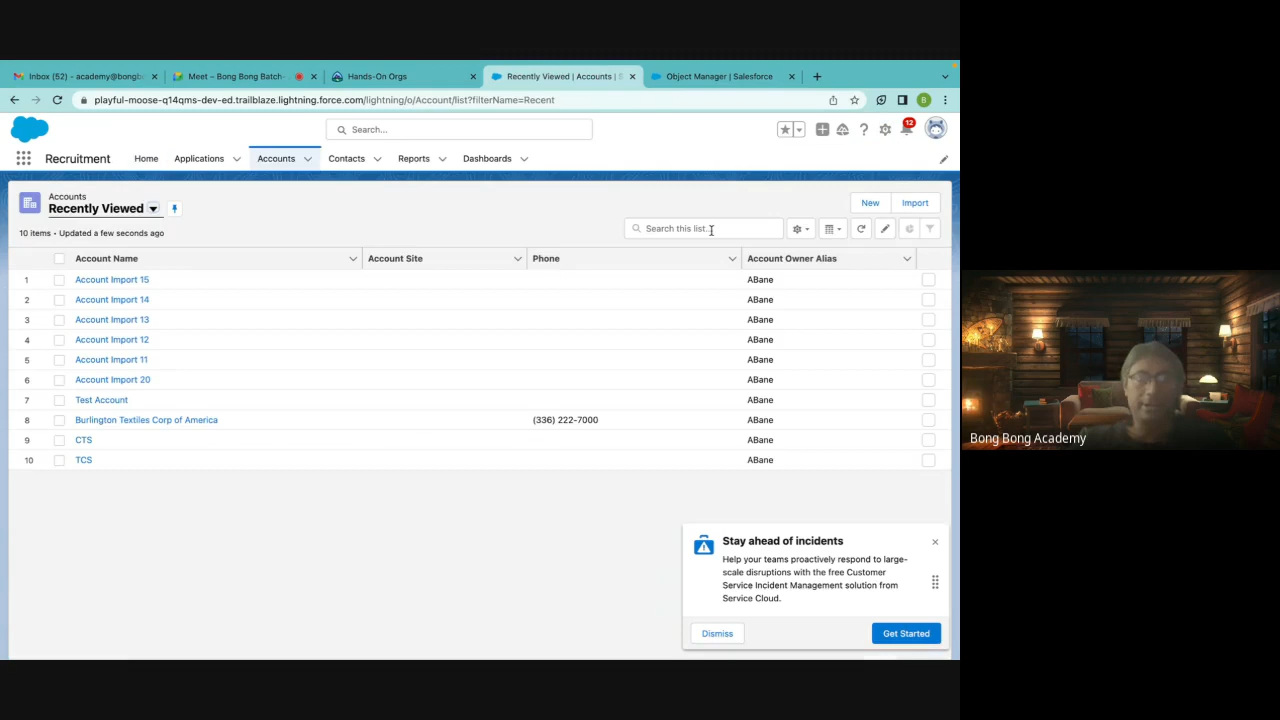 Inbox (52) - academy@bongb
Meet – Bong Bong Batch-
Hands-On Orgs
Recently Viewed | Accounts | S
Object Manager | Salesforce
playful-moose-q14qms-dev-ed.trailblaze.lightning.force.com/lightning/o/Account/list?filterName=Recent
B
Search...
12
Recruitment
Home
Applications
Accounts
Contacts
Reports
Dashboards
Accounts
Recently Viewed
New
Import
10 items • Updated a few seconds ago
Search this list...
Account Name
Account Site
Phone
Account Owner Alias
1 Account Import 15 ABane
2 Account Import 14 ABane
3 Account Import 13 ABane
4 Account Import 12 ABane
5 Account Import 11 ABane
6 Account Import 20 ABane
7 Test Account ABane
8 Burlington Textiles Corp of America (336) 222-7000 ABane
9 CTS ABane
10 TCS ABane
Stay ahead of incidents
Help your teams proactively respond to large-
scale disruptions with the free Customer
Service Incident Management solution from
Service Cloud.
Dismiss
Get Started
Bong Bong Academy